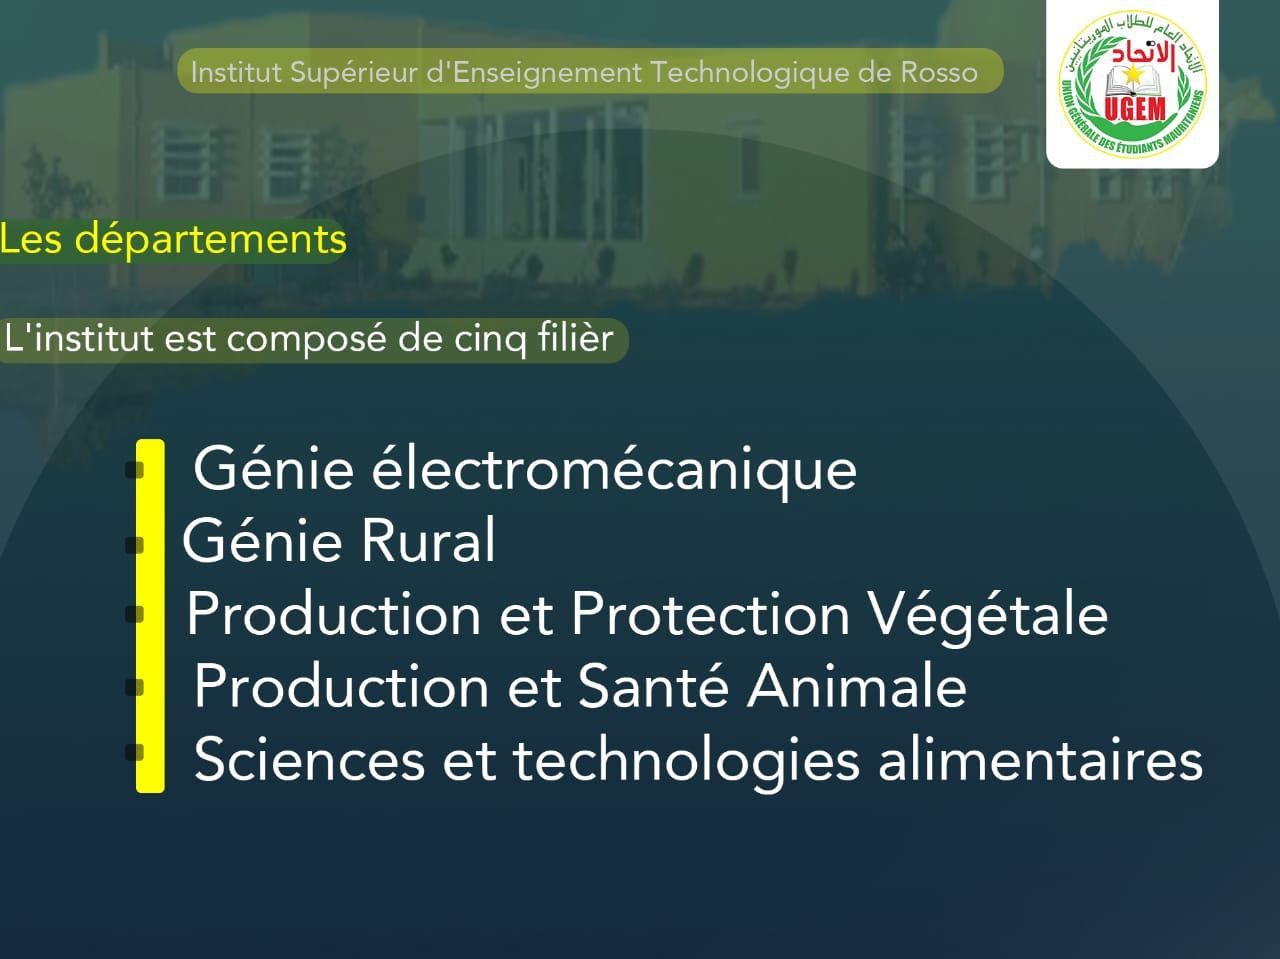 Institut Supérieur d'Enseignement Technologique de Rosso
الاتحاد العام للطلاب الموريتانيين
الاتحاد
U.G.E.M
UNION GÉNÉRALE DES ÉTUDIANTS MAURITANIENS
Les départements
L'institut est composé de cinq filièr
Génie électromécanique
Génie Rural
Production et Protection Végétale
Production et Santé Animale
Sciences et technologies alimentaires